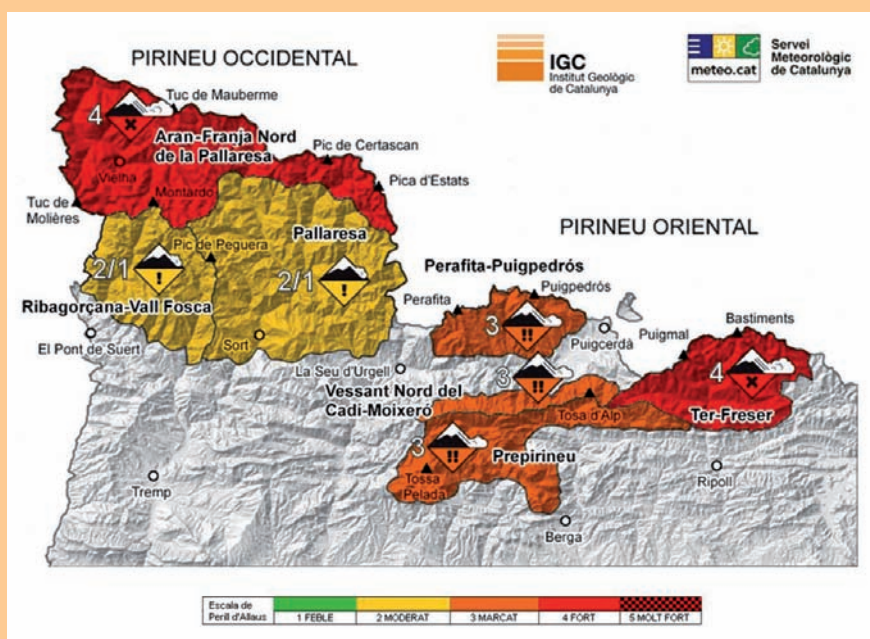 PIRINEU OCCIDENTAL
IGC
Institut Geològic
de Catalunya
meteo.cat
Servei
Meteorològic
de Catalunya
Tuc de Mauberme
4
Aran-Franja Nord
de la Pallaresa
Pic de Certascan
Vielha
Pica d'Estats
Montardo
Tuc de
Molières
PIRINEU ORIENTAL
Pallaresa
Pic de Peguera
2/1
!
2/1
!
Perafita-Puigpedrós
Ribagorçana-Vall Fosca
Perafita
Puigpedrós
Bastiments
3
!!
Puigmal
El Pont de Suert
Sort
Puigcerdà
La Seu d'Urgell
3
!!
4
Vessant Nord del
Cadí-Moixeró
Tosa d'Alp
Ter-Freser
3
!!
Prepirineu
Tossa
Pelada
Tremp
Ripoll
Berga
Escala de
Perill d'Allaus
1 FEBLE
2 MODERAT
3 MARCAT
4 FORT
5 MOLT FORT